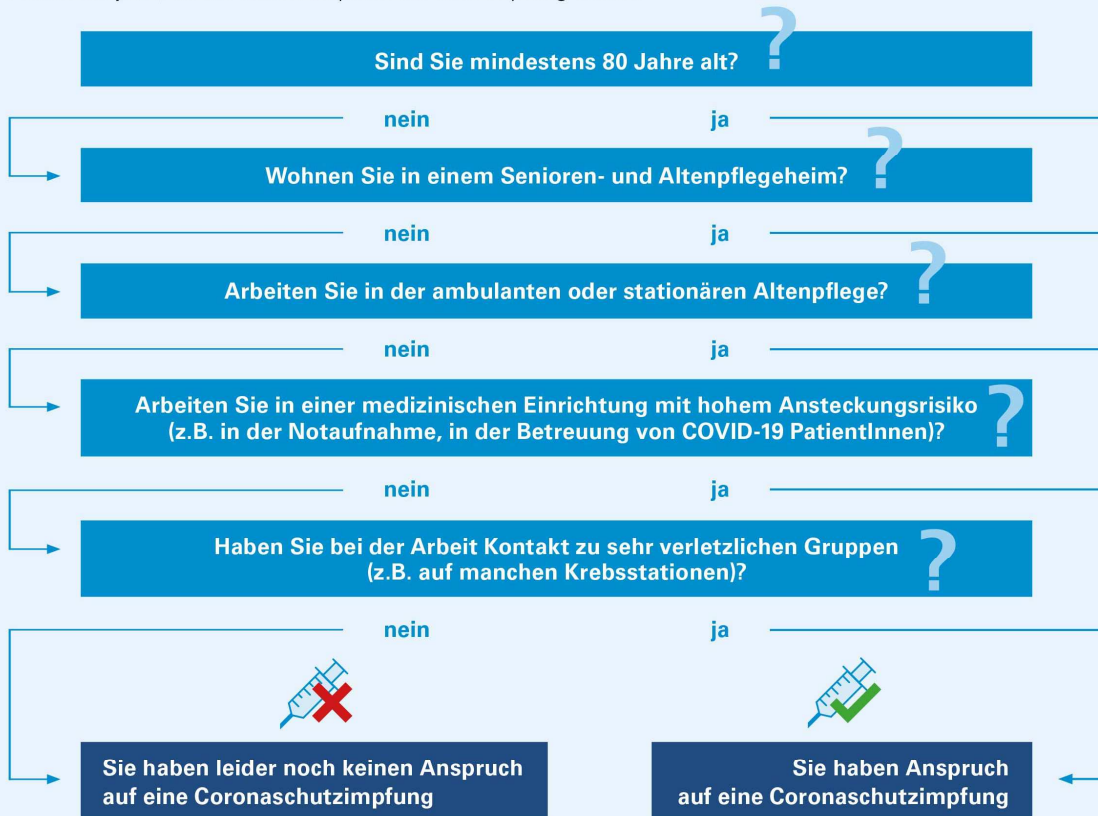 ?
Sind Sie mindestens 80 Jahre alt?
nein ja
?
Wohnen Sie in einem Senioren- und Altenpflegeheim?
nein ja
?
Arbeiten Sie in der ambulanten oder stationären Altenpflege?
nein ja
?
Arbeiten Sie in einer medizinischen Einrichtung mit hohem Ansteckungsrisiko
(z.B. in der Notaufnahme, in der Betreuung von COVID-19 PatientInnen)?
nein ja
?
Haben Sie bei der Arbeit Kontakt zu sehr verletzlichen Gruppen
(z.B. auf manchen Krebsstationen)?
nein ja
Sie haben leider noch keinen Anspruch
auf eine Coronaschutzimpfung
Sie haben Anspruch
auf eine Coronaschutzimpfung